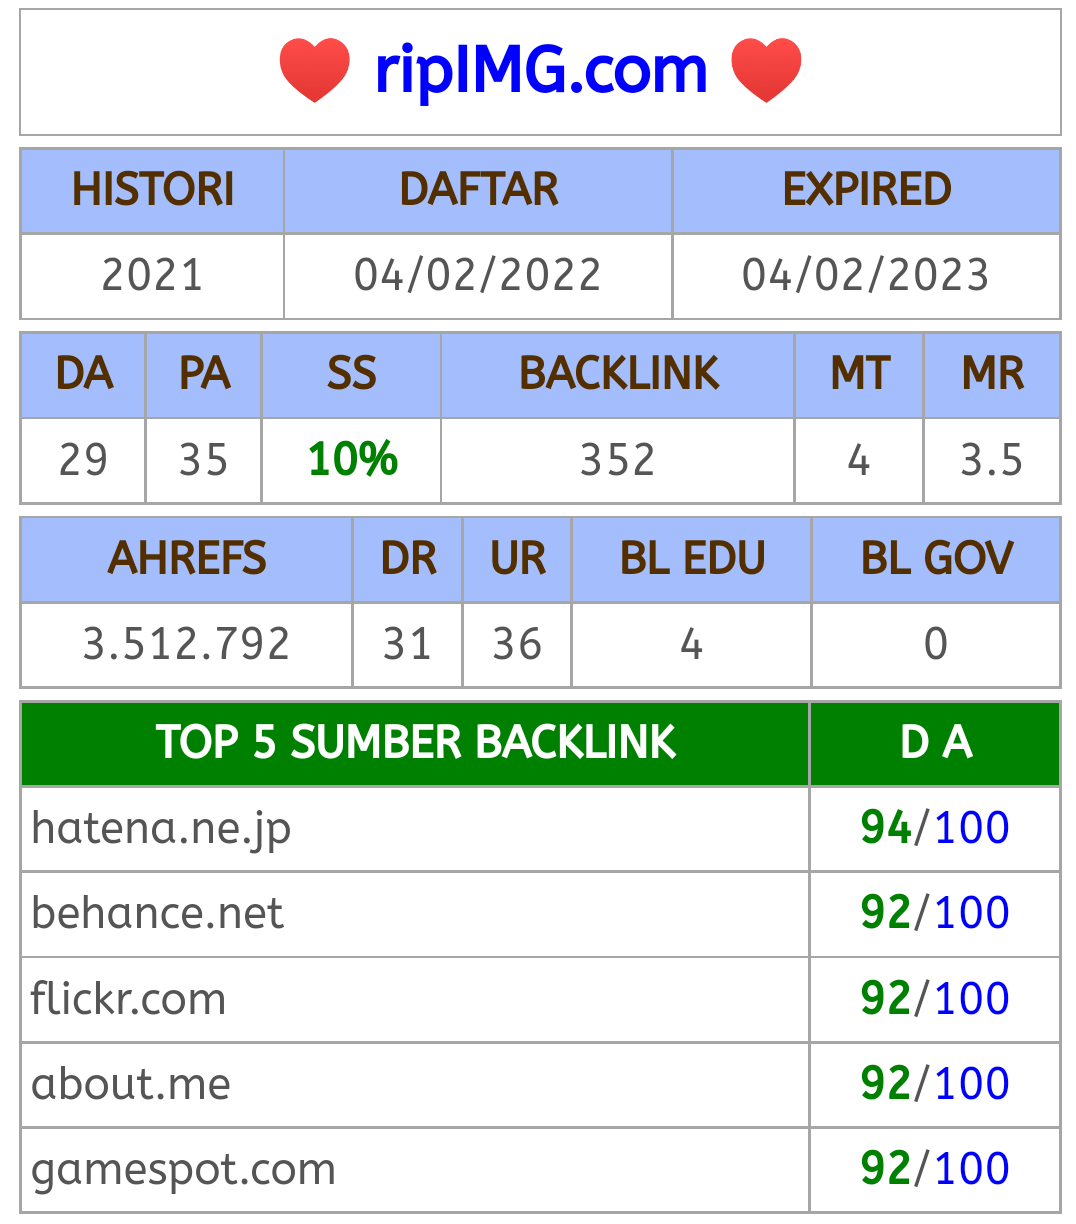 ripIMG.com
HISTORI DAFTAR EXPIRED
2021 04/02/2022 04/02/2023
DA PA SS BACKLINK MT MR
29 35 10% 352 4 3.5
AHREFS DR UR BL EDU BL GOV
3.512.792 31 36 4 0
TOP 5 SUMBER BACKLINK D A
hatena.ne.jp 94/100
behance.net 92/100
flickr.com 92/100
about.me 92/100
gamespot.com 92/100